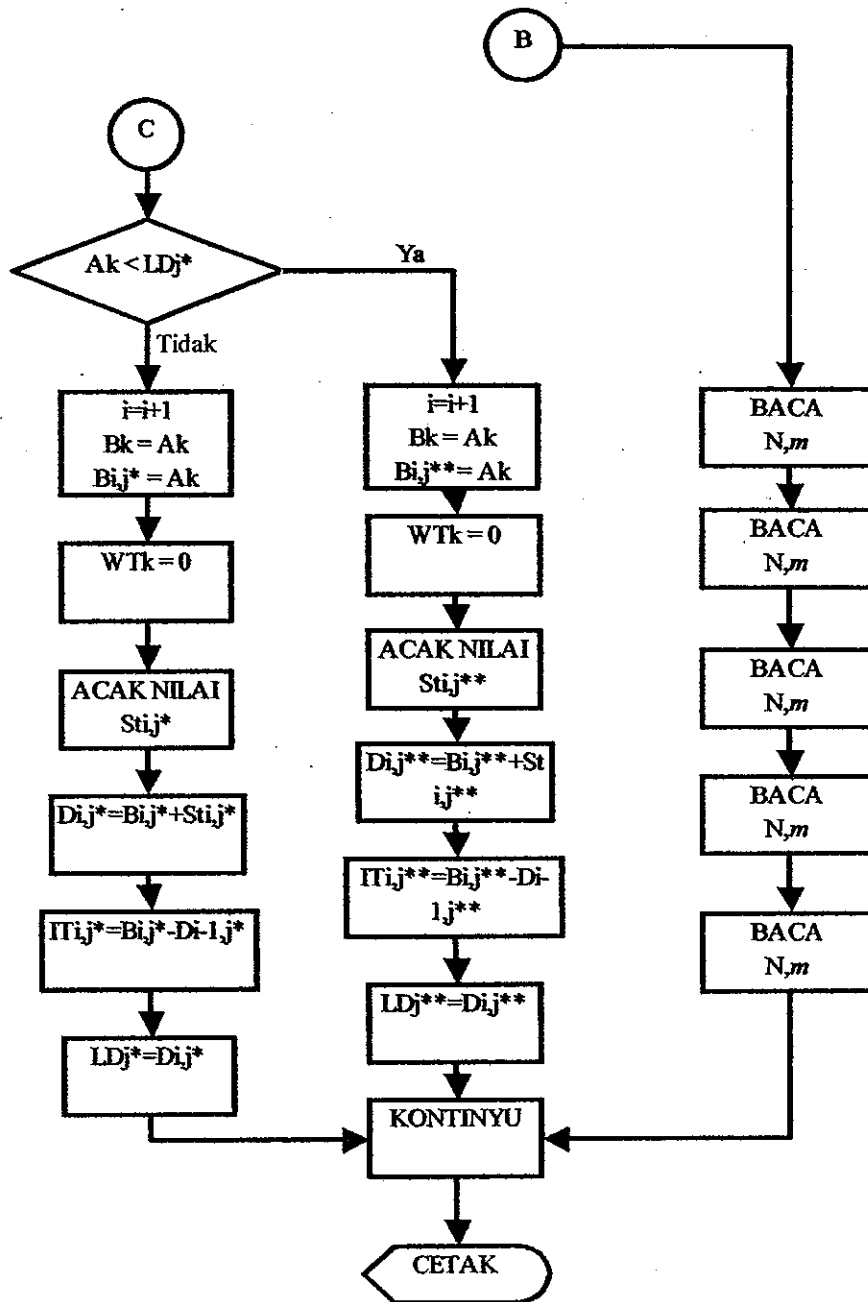 B
C
Ak < LDj*
Ya
Tidak
i=i+1
Bk = Ak
Bi,j* = Ak
WTk = 0
ACAK NILAI
Sti,j*
Di,j*=Bi,j*+Sti,j*
ITi,j*=Bi,j*-Di-1,j*
LDj*=Di,j*
i=i+1
Bk = Ak
Bi,j** = Ak
WTk = 0
ACAK NILAI
Sti,j**
Di,j**=Bi,j**+St
i,j**
ITi,j**=Bi,j**-Di-
1,j**
LDj**=Di,j**
BACA
N,m
BACA
N,m
BACA
N,m
BACA
N,m
BACA
N,m
KONTINYU
CETAK